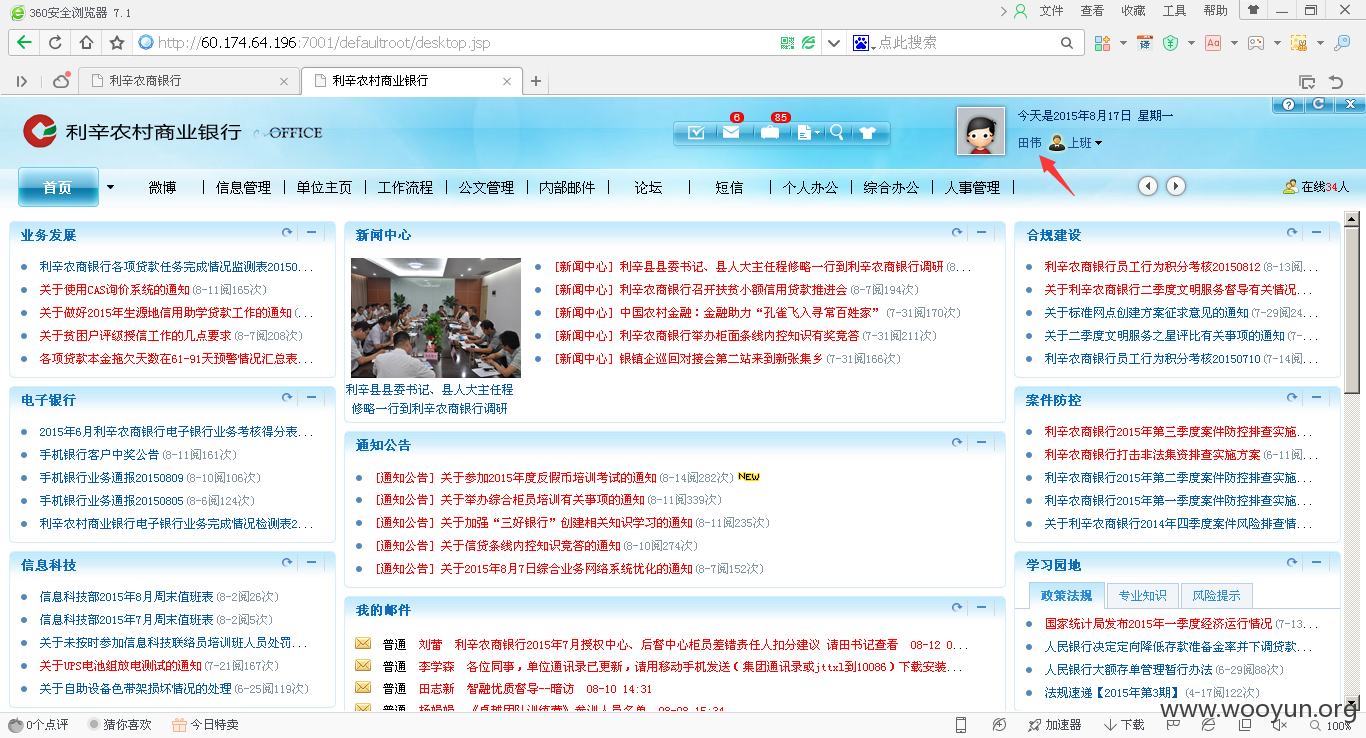 360安全浏览器 7.1
文件 查看 收藏 工具 帮助
http://60.174.64.196:7001/defaultroot/desktop.jsp
点此搜索
利辛农商银行
利辛农村商业银行
利辛农村商业银行 OFFICE
6
85
今天是2015年8月17日 星期一
田伟 上班
首页 微博 信息管理 单位主页 工作流程 公文管理 内部邮件 论坛 短信 个人办公 综合办公 人事管理
在线34人
业务发展
利辛农商银行各项贷款任务完成情况监测表20150...
关于使用CAS询价系统的通知(8-11阅165次)
关于做好2015年生源地信用助学贷款工作的通知(...
关于贫困户评级授信工作的几点要求(8-7阅208次)
各项贷款本金拖欠天数在61-91天预警情况汇总表...
电子银行
2015年6月利辛农商银行电子银行业务考核得分表...
手机银行客户中奖公告(8-11阅161次)
手机银行业务通报20150809(8-10阅106次)
手机银行业务通报20150805(8-6阅124次)
利辛农村商业银行电子银行业务完成情况检测表2...
信息科技
信息科技部2015年8月周末值班表(8-2阅26次)
信息科技部2015年7月周末值班表(8-2阅5次)
关于未按时参加信息科技联络员培训班人员处罚...
关于UPS电池组放电测试的通知(7-21阅167次)
关于自助设备色带架损坏情况的处理(6-25阅119次)
新闻中心
利辛县县委书记、县人大主任程
修略一行到利辛农商银行调研
[新闻中心] 利辛县县委书记、县人大主任程修略一行到利辛农商银行调研(8...
[新闻中心] 利辛农商银行召开扶贫小额信用贷款推进会(8-7阅194次)
[新闻中心] 中国农村金融：金融助力“孔雀飞入寻常百姓家”(7-31阅170次)
[新闻中心] 利辛农商银行举办柜面条线内控知识有奖竞答(7-31阅211次)
[新闻中心] 银镇企巡回对接会第二站来到新张集乡(7-31阅166次)
通知公告
[通知公告] 关于参加2015年度反假币培训考试的通知(8-14阅282次) NEW
[通知公告] 关于举办综合柜员培训有关事项的通知(8-11阅339次)
[通知公告] 关于加强“三好银行”创建相关知识学习的通知(8-11阅235次)
[通知公告] 关于信贷条线内控知识竞答的通知(8-10阅274次)
[通知公告] 关于2015年8月7日综合业务网络系统优化的通知(8-7阅152次)
我的邮件
普通 刘蕾 利辛农商银行2015年7月授权中心、后督中心柜员差错责任人扣分建议 请田书记查看 08-12 0...
普通 李学森 各位同事，单位通讯录已更新，请用移动手机发送（集团通讯录或jttxl到10086）下载安装...
普通 田志新 智融忧质督导--暗访 08-10 14:31
普通 杨娟娟 《卓越团队训练营》参训人员名单 08-08 15:34
合规建设
利辛农商银行员工行为积分考核20150812(8-13阅...
关于利辛农商银行二季度文明服务督导有关情况...
关于标准网点创建方案征求意见的通知(7-29阅24...
关于二季度文明服务之星评比有关事项的通知(7-...
利辛农商银行员工行为积分考核20150710(7-14阅...
案件防控
利辛农商银行2015年第三季度案件防控排查实施...
利辛农商银行打击非法集资排查实施方案(6-11阅...
利辛农商银行2015年第二季度案件防控排查实施...
利辛农商银行2015年第一季度案件防控排查实施...
关于利辛农商银行2014年四季度案件风险排查情...
学习园地
政策法规 专业知识 风险提示
国家统计局发布2015年一季度经济运行情况(7-13...
人民银行决定定向降低存款准备金率并下调贷款...
人民银行大额存单管理暂行办法(6-29阅88次)
法规速递【2015年第3期】(4-17阅122次)
www.wooyun.org
0个点评 猜你喜欢 今日特卖 加速器 下载 100%